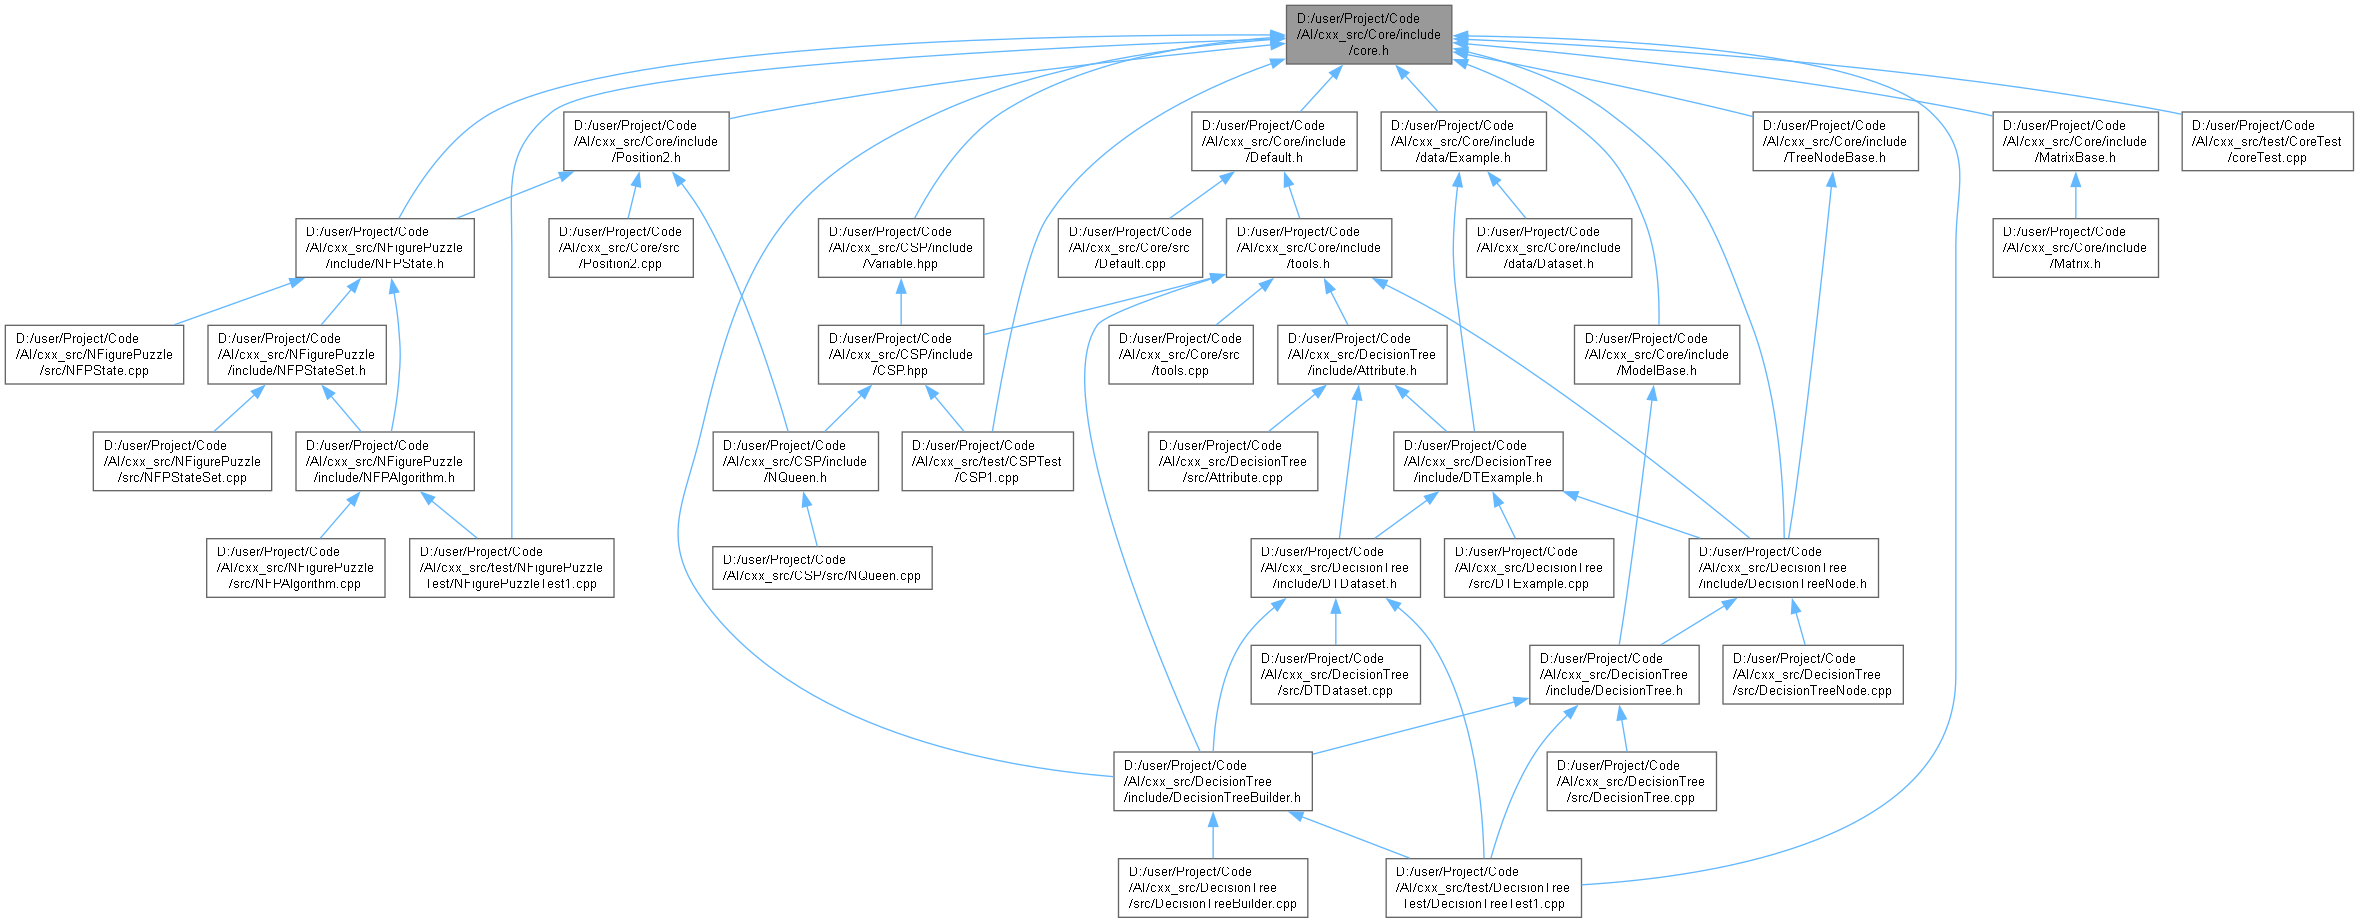 D:/user/Project/Code
/AI/cxx_src/Core/include
/core.h
D:/user/Project/Code
/AI/cxx_src/Core/include
/Position2.h
D:/user/Project/Code
/AI/cxx_src/Core/include
/Default.h
D:/user/Project/Code
/AI/cxx_src/Core/include
/data/Example.h
D:/user/Project/Code
/AI/cxx_src/Core/include
/TreeNodeBase.h
D:/user/Project/Code
/AI/cxx_src/Core/include
/MatrixBase.h
D:/user/Project/Code
/AI/cxx_src/test/CoreTest
/coreTest.cpp
D:/user/Project/Code
/AI/cxx_src/NFigurePuzzle
/include/NFPState.h
D:/user/Project/Code
/AI/cxx_src/Core/src
/Position2.cpp
D:/user/Project/Code
/AI/cxx_src/CSP/include
/Variable.hpp
D:/user/Project/Code
/AI/cxx_src/Core/src
/Default.cpp
D:/user/Project/Code
/AI/cxx_src/Core/include
/tools.h
D:/user/Project/Code
/AI/cxx_src/Core/include
/data/Dataset.h
D:/user/Project/Code
/AI/cxx_src/Core/include
/Matrix.h
D:/user/Project/Code
/AI/cxx_src/NFigurePuzzle
/src/NFPState.cpp
D:/user/Project/Code
/AI/cxx_src/NFigurePuzzle
/include/NFPStateSet.h
D:/user/Project/Code
/AI/cxx_src/CSP/include
/CSP.hpp
D:/user/Project/Code
/AI/cxx_src/Core/src
/tools.cpp
D:/user/Project/Code
/AI/cxx_src/DecisionTree
/include/Attribute.h
D:/user/Project/Code
/AI/cxx_src/Core/include
/ModelBase.h
D:/user/Project/Code
/AI/cxx_src/NFigurePuzzle
/src/NFPStateSet.cpp
D:/user/Project/Code
/AI/cxx_src/NFigurePuzzle
/include/NFPAlgorithm.h
D:/user/Project/Code
/AI/cxx_src/CSP/include
/NQueen.h
D:/user/Project/Code
/AI/cxx_src/test/CSPTest
/CSP1.cpp
D:/user/Project/Code
/AI/cxx_src/DecisionTree
/src/Attribute.cpp
D:/user/Project/Code
/AI/cxx_src/DecisionTree
/include/DTExample.h
D:/user/Project/Code
/AI/cxx_src/NFigurePuzzle
/src/NFPAlgorithm.cpp
D:/user/Project/Code
/AI/cxx_src/test/NFigurePuzzle
Test/NFigurePuzzleTest1.cpp
D:/user/Project/Code
/AI/cxx_src/CSP/src/NQueen.cpp
D:/user/Project/Code
/AI/cxx_src/DecisionTree
/include/DTDataset.h
D:/user/Project/Code
/AI/cxx_src/DecisionTree
/src/DTExample.cpp
D:/user/Project/Code
/AI/cxx_src/DecisionTree
/include/DecisionTreeNode.h
D:/user/Project/Code
/AI/cxx_src/DecisionTree
/src/DTDataset.cpp
D:/user/Project/Code
/AI/cxx_src/DecisionTree
/include/DecisionTree.h
D:/user/Project/Code
/AI/cxx_src/DecisionTree
/src/DecisionTreeNode.cpp
D:/user/Project/Code
/AI/cxx_src/DecisionTree
/include/DecisionTreeBuilder.h
D:/user/Project/Code
/AI/cxx_src/DecisionTree
/src/DecisionTree.cpp
D:/user/Project/Code
/AI/cxx_src/DecisionTree
/src/DecisionTreeBuilder.cpp
D:/user/Project/Code
/AI/cxx_src/test/DecisionTree
Test/DecisionTreeTest1.cpp